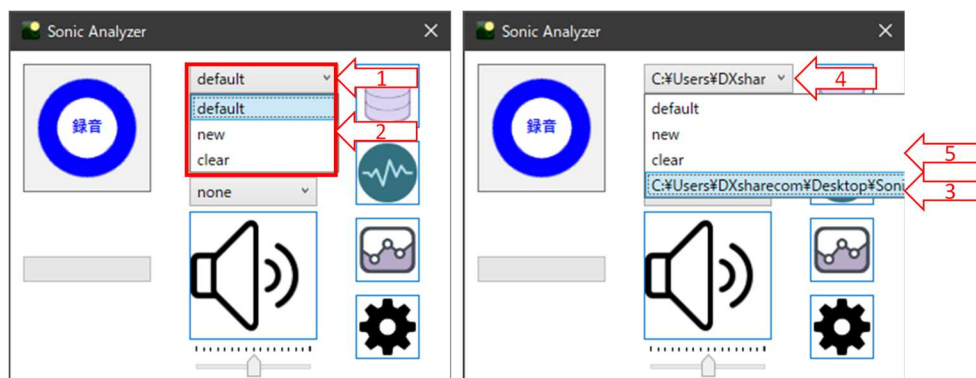 Sonic Analyzer
録音
default
1
default
2
new
clear
none
Sonic Analyzer
録音
C:¥Users¥DXshar
4
default
new
clear
5
C:¥Users¥DXsharecom¥Desktop¥Soni
3